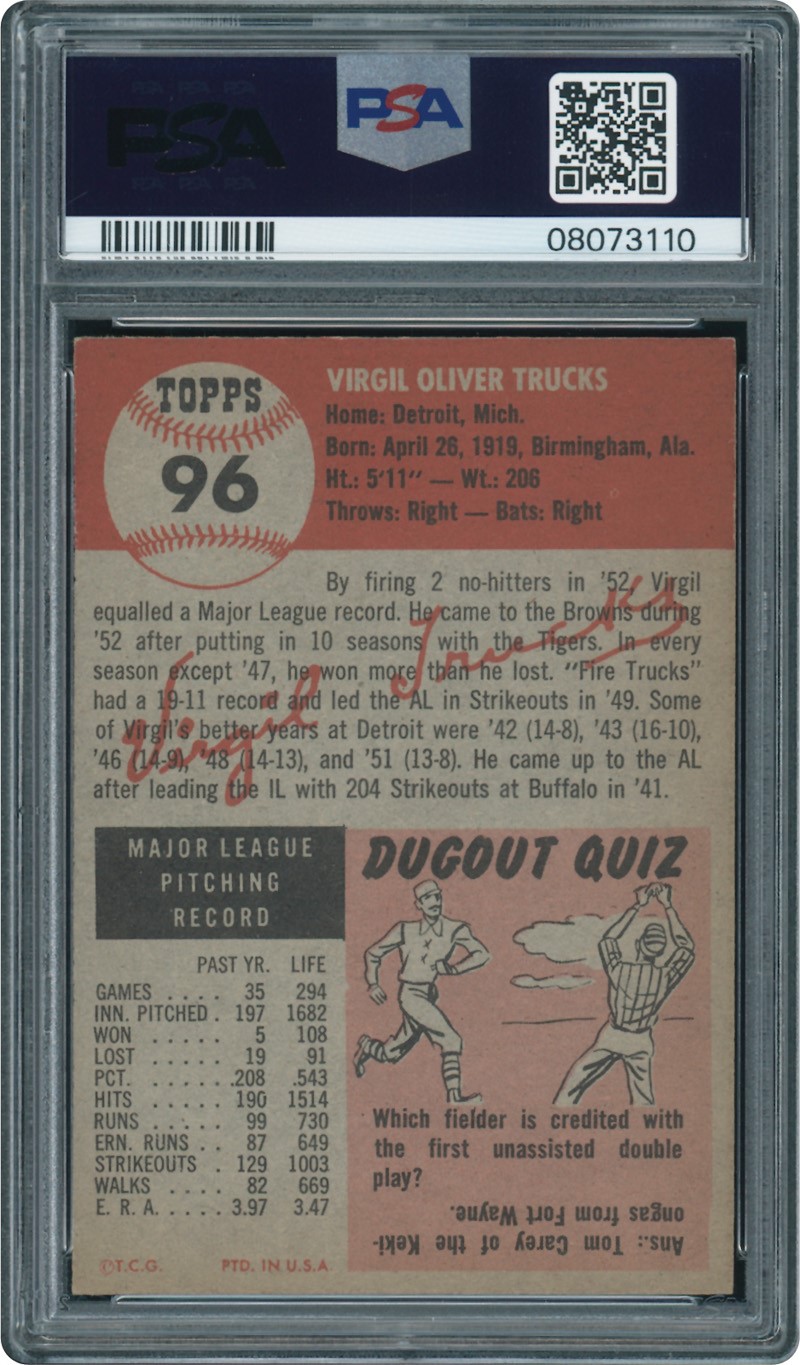 PSA PSA PSA
PSA
PSA PSA PSA
PSA
08073110
TOPPS
96
VIRGIL OLIVER TRUCKS
Home: Detroit, Mich.
Born: April 26, 1919, Birmingham, Ala.
Ht.: 5'11" — Wt.: 206
Throws: Right — Bats: Right
By firing 2 no-hitters in '52, Virgil
equalled a Major League record. He came to the Browns during
'52 after putting in 10 seasons with the Tigers. In every
season except '47, he won more than he lost. "Fire Trucks"
had a 19-11 record and led the AL in Strikeouts in '49. Some
of Virgil's better years at Detroit were '42 (14-8), '43 (16-10),
'46 (14-9), '48 (14-13), and '51 (13-8). He came up to the AL
after leading the IL with 204 Strikeouts at Buffalo in '41.
Virgil Trucks
MAJOR LEAGUE
PITCHING
RECORD
PAST YR. LIFE
GAMES .... 35 294
INN. PITCHED . 197 1682
WON ..... 5 108
LOST ..... 19 91
PCT. ..... .208 .543
HITS ..... 190 1514
RUNS ..... 99 730
ERN. RUNS .. 87 649
STRIKEOUTS . 129 1003
WALKS .... 82 669
E. R. A. .... 3.97 3.47
©T.C.G. PTD. IN U.S.A.
DUGOUT QUIZ
Which fielder is credited with
the first unassisted double
play?
Ans.: Tom Carey of the Keki-
ongas from Fort Wayne.